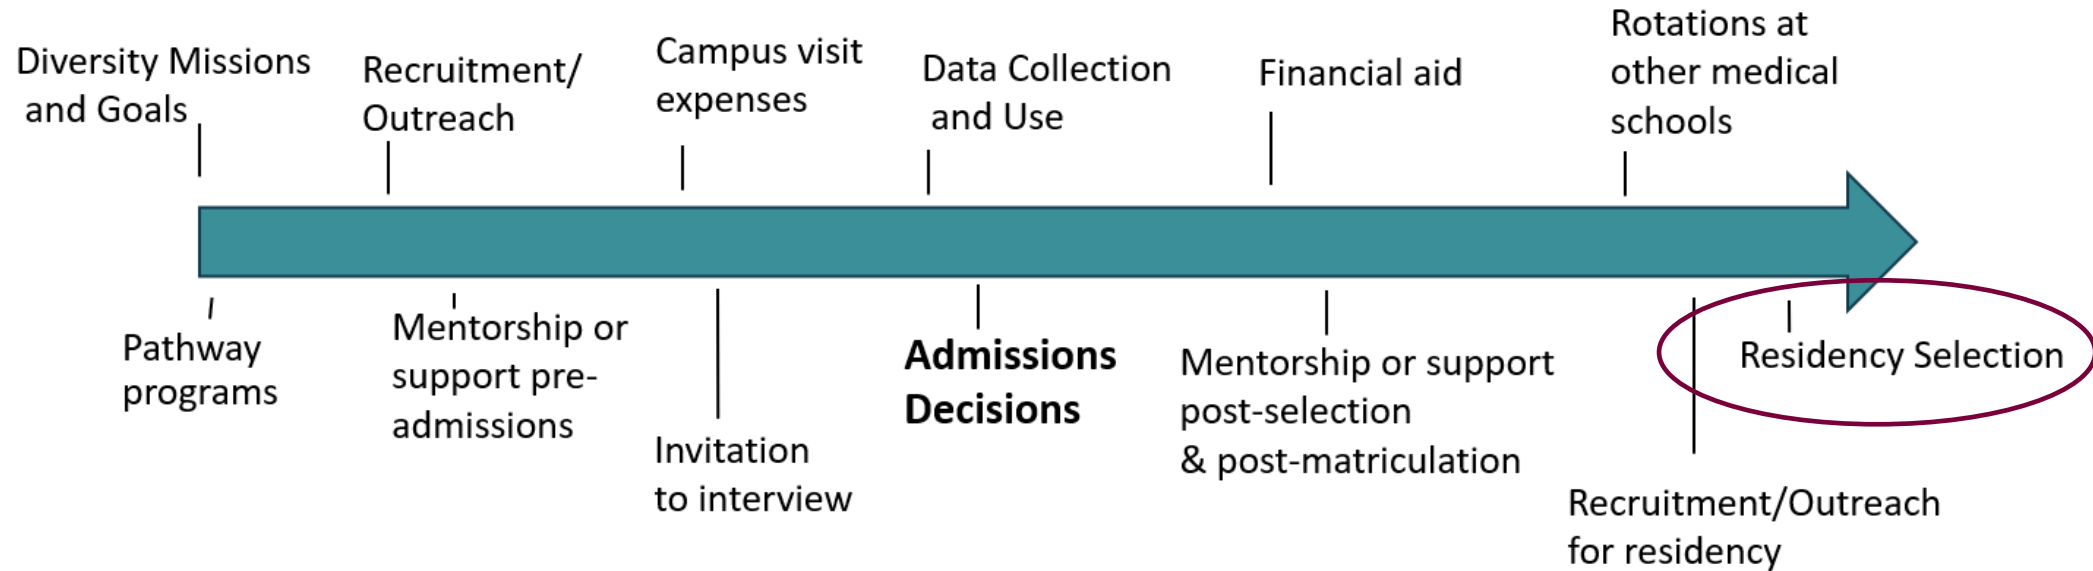 Diversity Missions
and Goals
Recruitment/
Outreach
Campus visit
expenses
Data Collection
and Use
Financial aid
Rotations at
other medical
schools
Pathway
programs
Mentorship or
support pre-
admissions
Invitation
to interview
Admissions
Decisions
Mentorship or support
post-selection
& post-matriculation
Recruitment/Outreach
for residency
Residency Selection